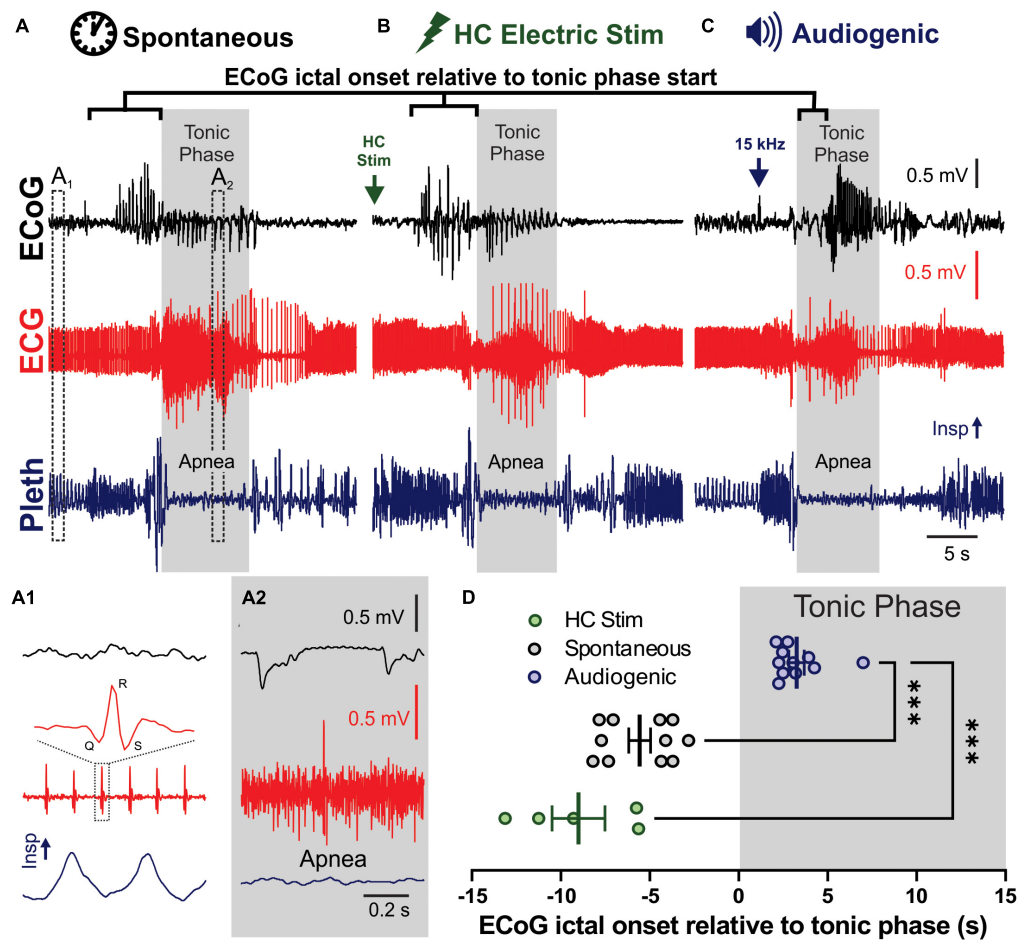 A
Spontaneous
B
HC Electric Stim
C
Audiogenic
ECoG ictal onset relative to tonic phase start
Tonic
Phase
Tonic
Phase
Tonic
Phase
HC
Stim
15 kHz
A1
A2
0.5 mV
ECoG
0.5 mV
ECG
Insp
Apnea
Apnea
Apnea
Pleth
5 s
A1
R
Q
S
Insp
A2
0.5 mV
0.5 mV
Apnea
0.2 s
D
Tonic Phase
HC Stim
Spontaneous
Audiogenic
***
***
-15
-10
-5
0
5
10
15
ECoG ictal onset relative to tonic phase (s)